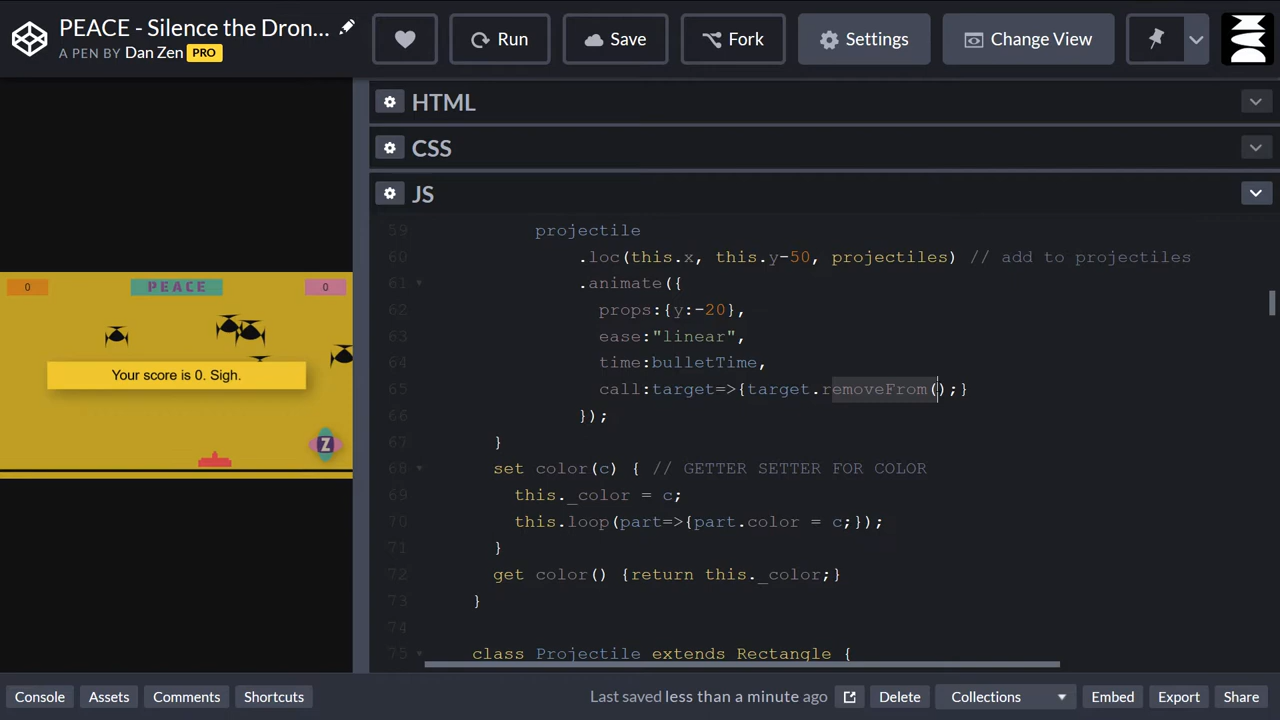 PEACE - Silence the Dron...
A PEN BY Dan Zen PRO
Run
Save
Fork
Settings
Change View
HTML
CSS
JS
0
PEACE
0
Your score is 0. Sigh.
Z
59 projectile
60 .loc(this.x, this.y-50, projectiles) // add to projectiles
61 .animate({
62 props:{y:-20},
63 ease:"linear",
64 time:bulletTime,
65 call:target=>{target.removeFrom();}
66 });
67 }
68 set color(c) { // GETTER SETTER FOR COLOR
69 this._color = c;
70 this.loop(part=>{part.color = c;});
71 }
72 get color() {return this._color;}
73 }
74
75 class Projectile extends Rectangle {
Console
Assets
Comments
Shortcuts
Last saved less than a minute ago
Delete
Collections
Embed
Export
Share